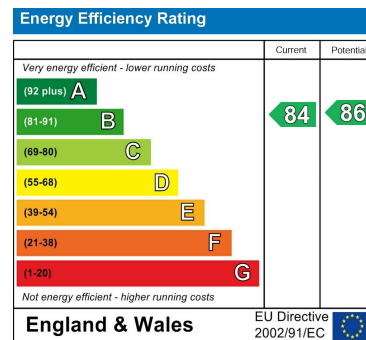 Energy Efficiency Rating
Current Potential
Very energy efficient - lower running costs
(92 plus) A
(81-91) B
84 86
(69-80) C
(55-68) D
(39-54) E
(21-38) F
(1-20) G
Not energy efficient - higher running costs
England & Wales
EU Directive
2002/91/EC